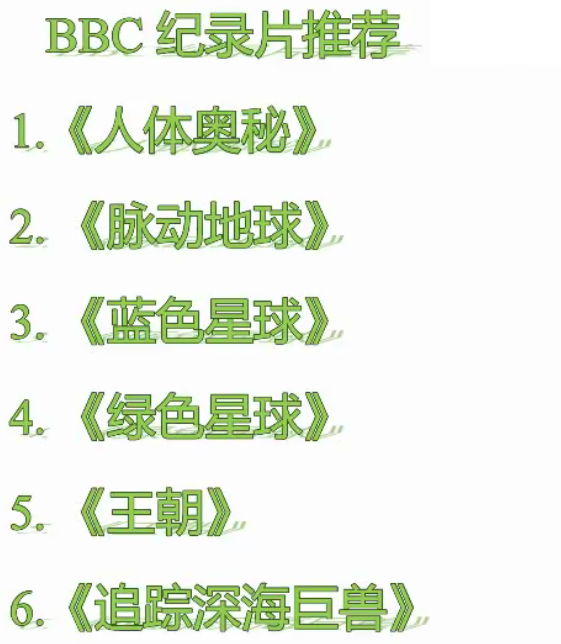 BBC 纪录片推荐
1.《人体奥秘》
2. 《脉动地球》
3. 《蓝色星球》
4. 《绿色星球》
5. 《王朝》
6.《追踪深海巨兽》